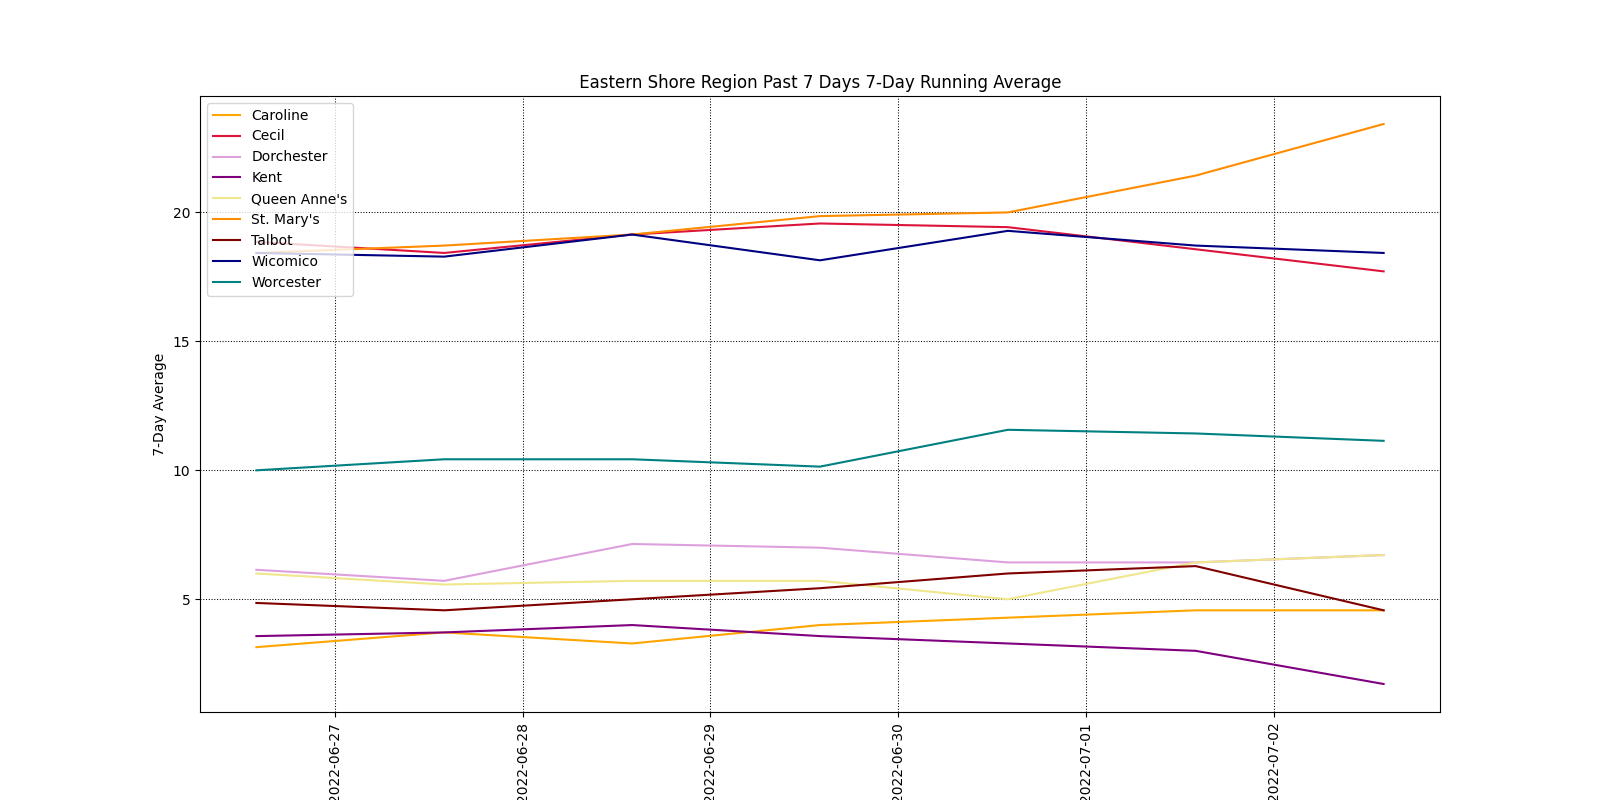 Eastern Shore Region Past 7 Days 7-Day Running Average
Caroline
Cecil
Dorchester
Kent
Queen Anne's
St. Mary's
Talbot
Wicomico
Worcester
20
15
10
5
7-Day Average
2022-06-27
2022-06-28
2022-06-29
2022-06-30
2022-07-01
2022-07-02